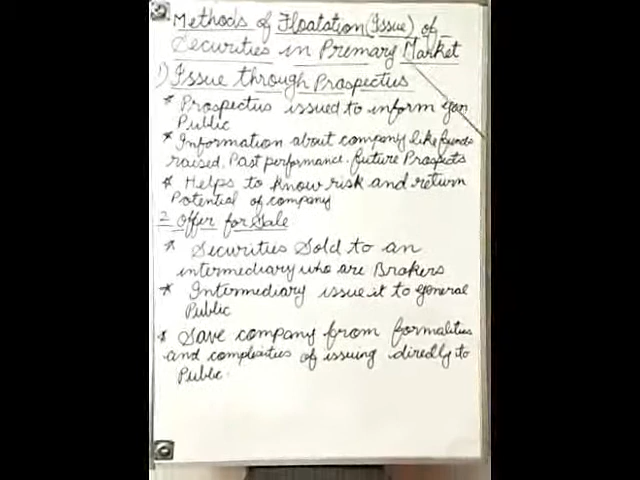 Methods of Floatation (Issue) of
Securities in Primary Market
1) Issue through Prospectus
* Prospectus issued to inform gen
Public
* Information about company like funds
raised, Past performance, future Prospects
* Helps to know risk and return
Potential of company
2 Offer for Sale
* Securities Sold to an
intermediary who are Brokers
* Intermediary issue it to general
Public
* Save company from formalities
and complexities of issuing directly to
Public.